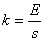 k = E/s